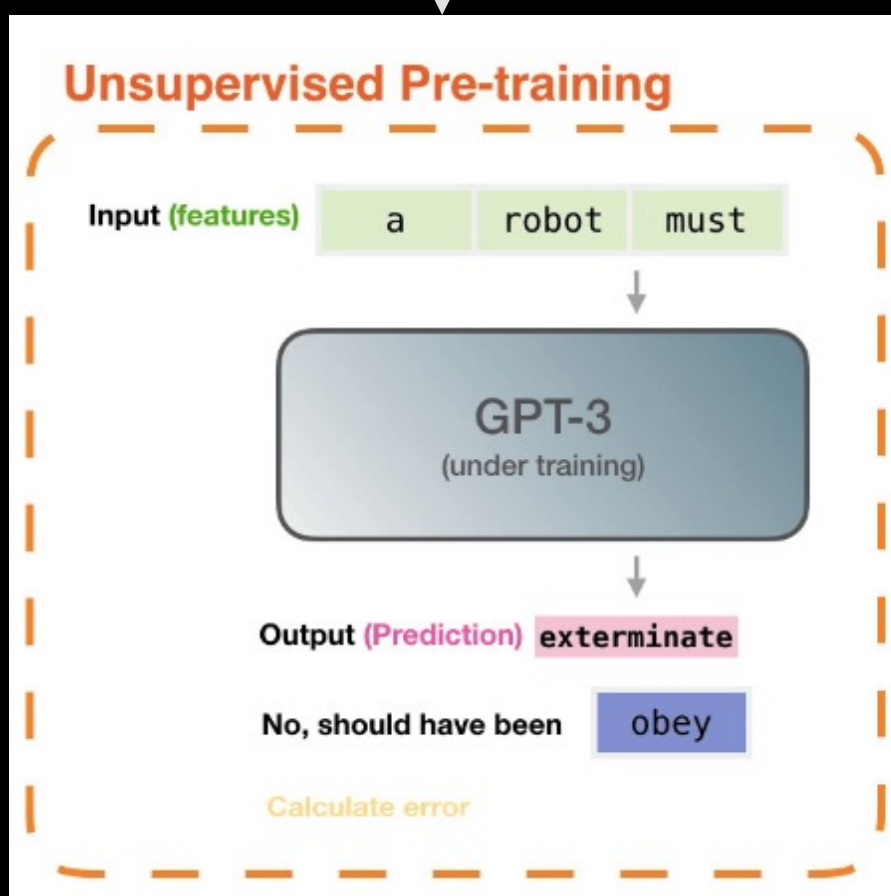 Unsupervised Pre-training
Input (features) a robot must
GPT-3
(under training)
Output (Prediction) exterminate
No, should have been obey
Calculate error